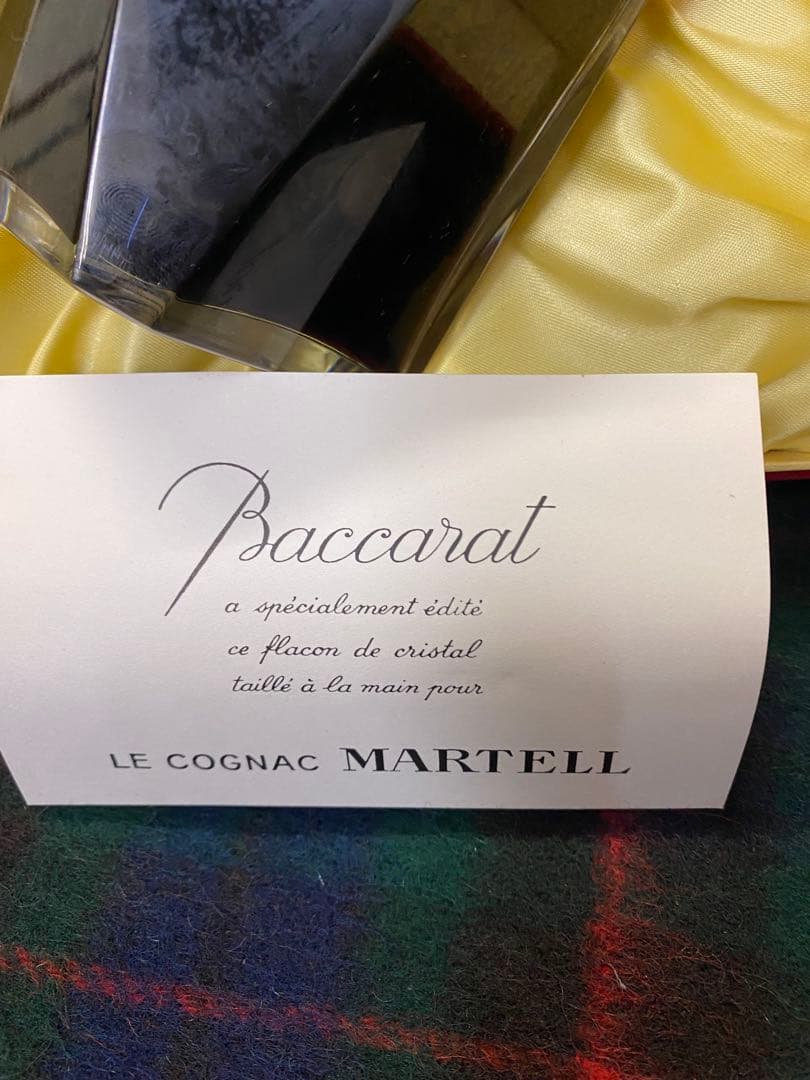 Baccarat
a spécialement édité
ce flacon de cristal
taillé à la main pour
LE COGNAC MARTELL